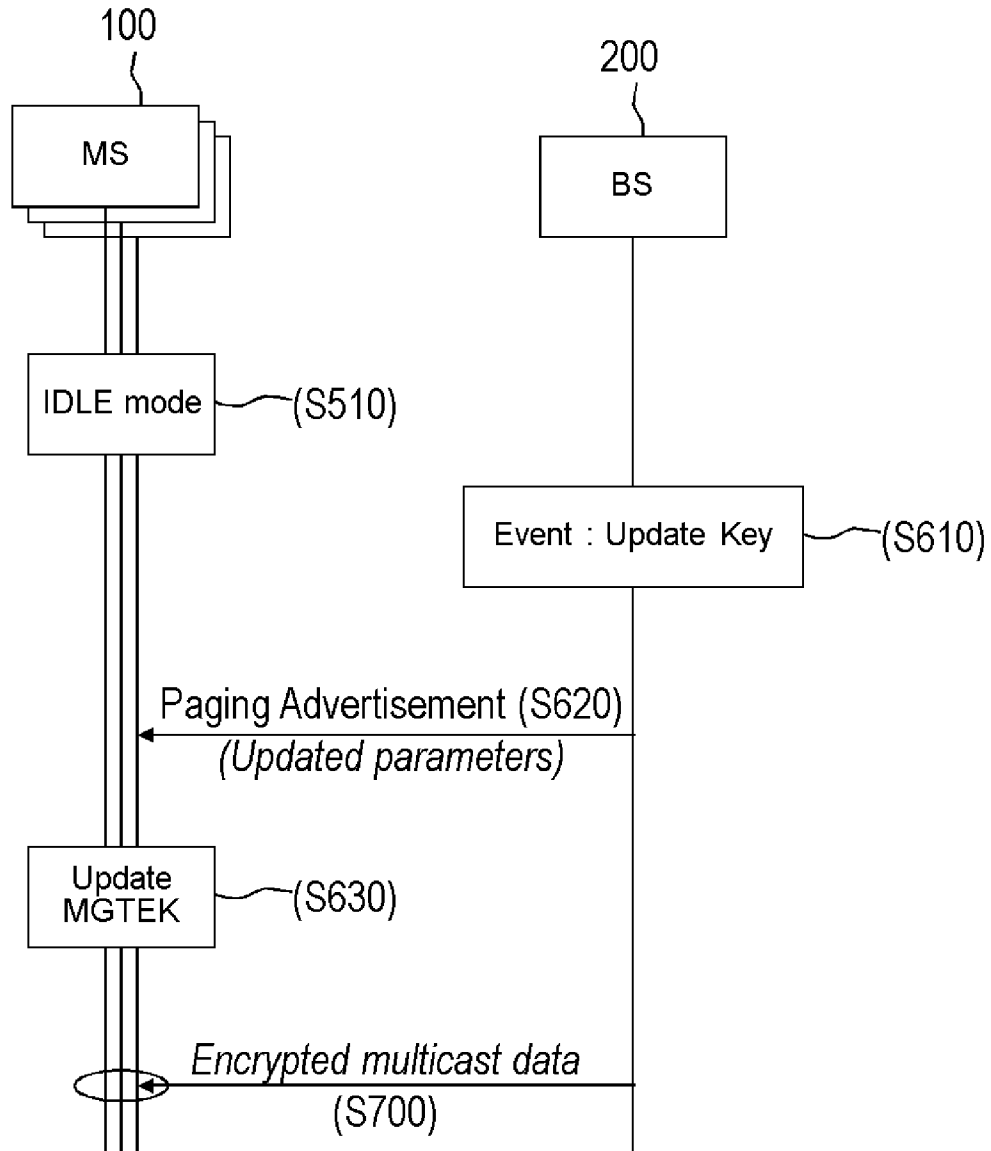 100
200
MS
BS
IDLE mode
(S510)
Event : Update Key
(S610)
Paging Advertisement (S620)
(Updated parameters)
Update
MGTEK
(S630)
Encrypted multicast data
(S700)